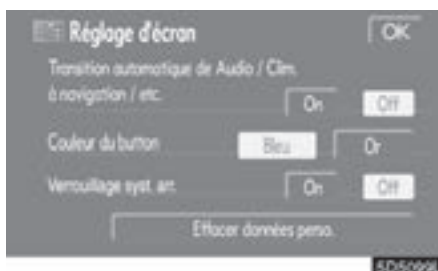 Réglage d'écran OK
Transition automatique de Audio / Clim.
à navigation / etc. On Off
Couleur du button Bleu Or
Verrouillage syst. arr. On Off
Effacer données perso.